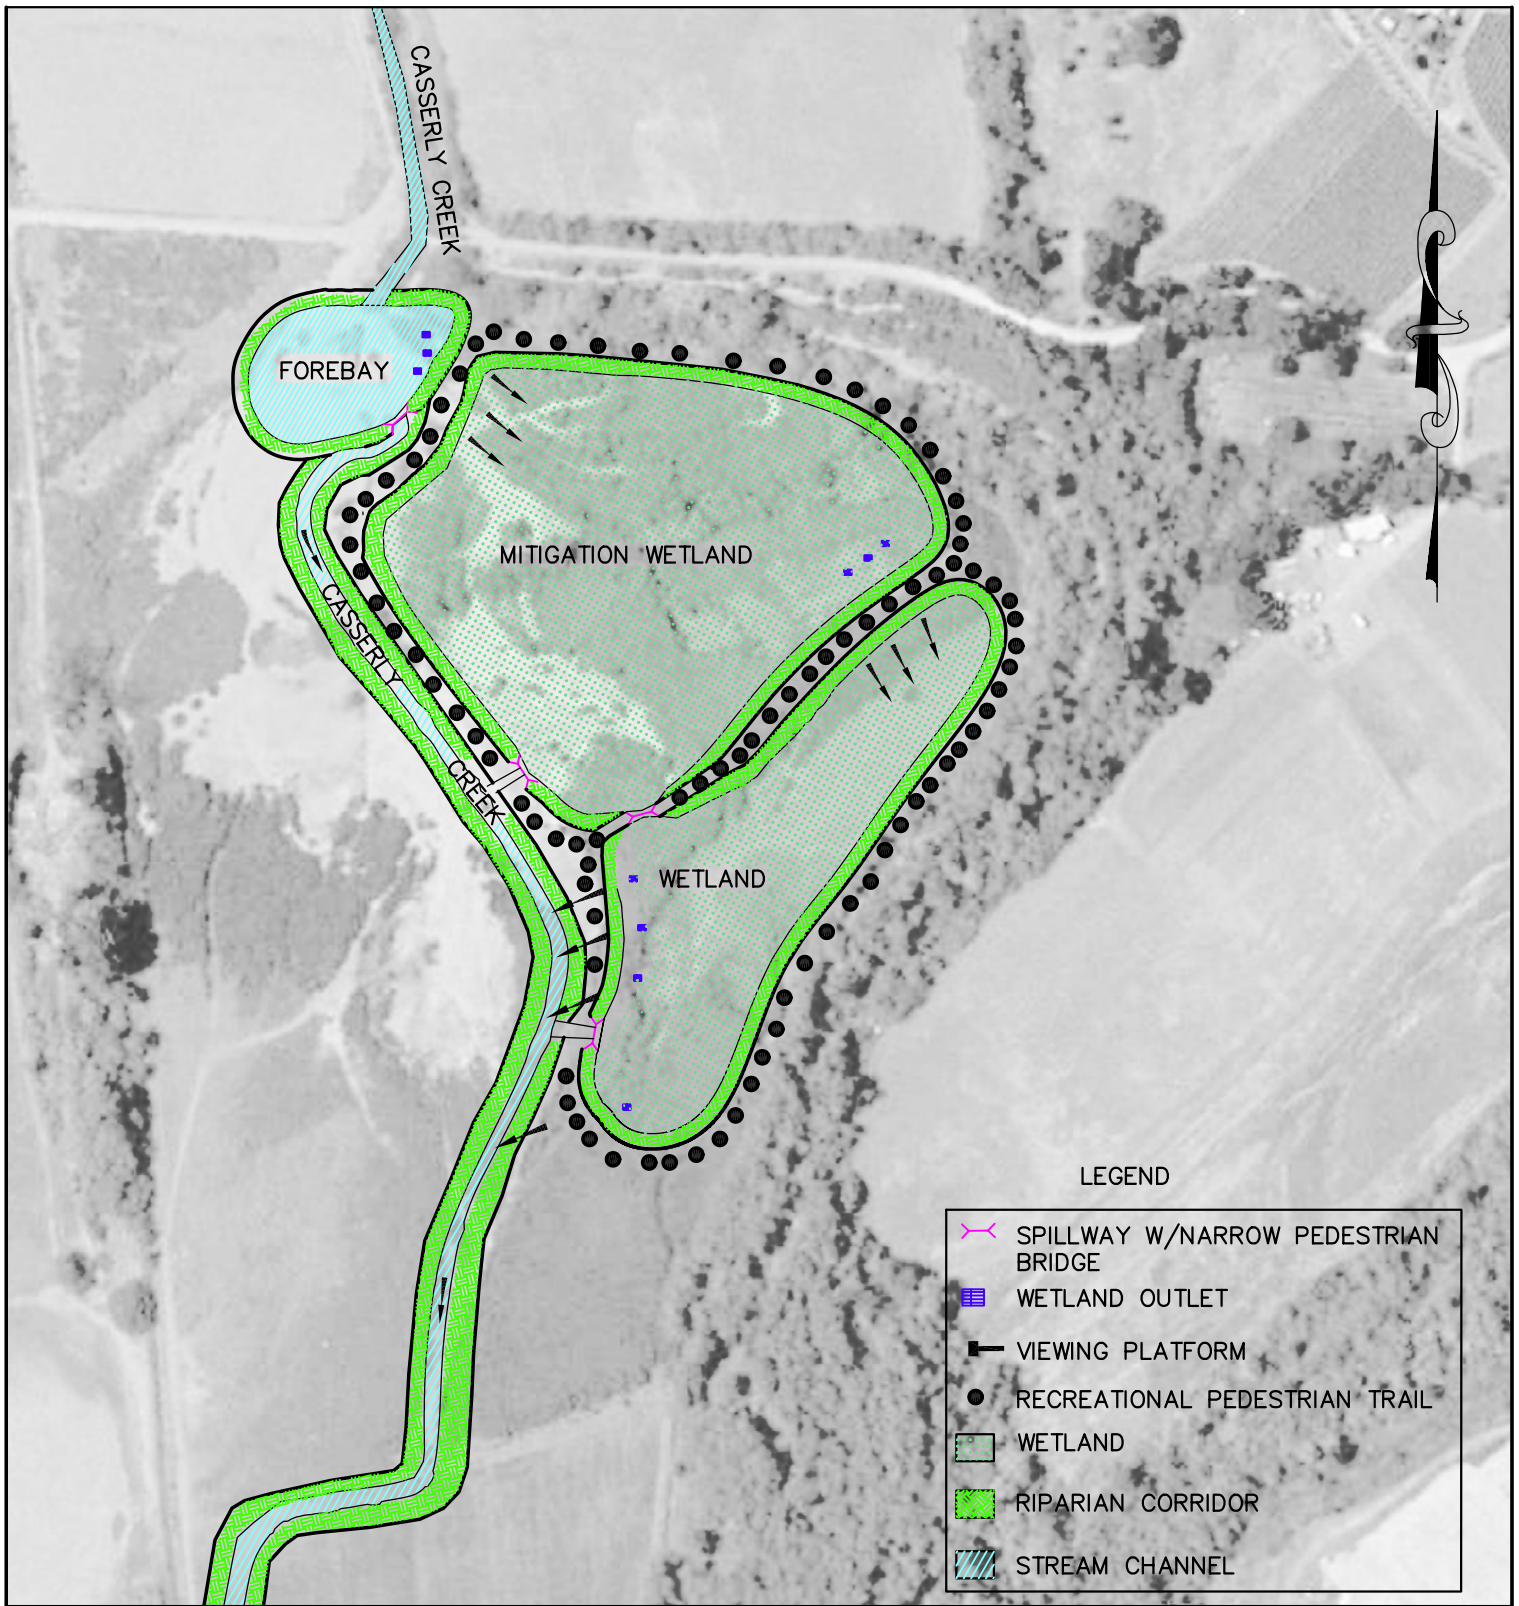 CASSERLY CREEK
FOREBAY
MITIGATION WETLAND
CASSERLY
CREEK
WETLAND
LEGEND
SPILLWAY W/NARROW PEDESTRIAN
BRIDGE
WETLAND OUTLET
VIEWING PLATFORM
RECREATIONAL PEDESTRIAN TRAIL
WETLAND
RIPARIAN CORRIDOR
STREAM CHANNEL